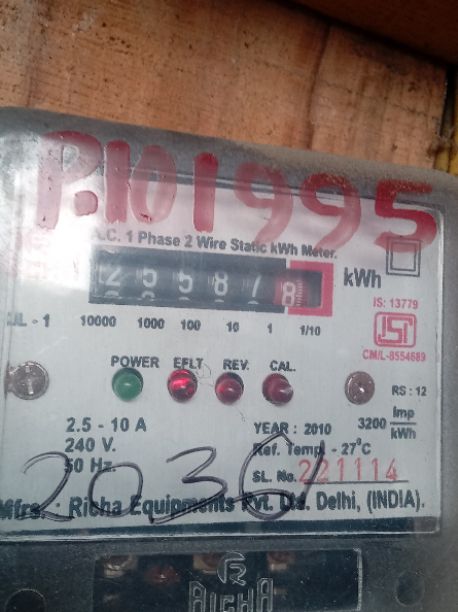 P.101995
.C. 1 Phase 2 Wire Static kWh Meter.
25587 8 kWh
IS: 13779
- 1 10000 1000 100 10 1 1/10
ISI
CM/L-8554689
POWER EFLT REV. CAL.
RS : 12
2.5 - 10 A YEAR : 2010 3200 Imp/kWh
240 V. Ref. Temp. - 27°C
50 Hz. SL. No. 221114
20361
Mfrs. : Richa Equipments Pvt. Ltd. Delhi, (INDIA).
RICHA